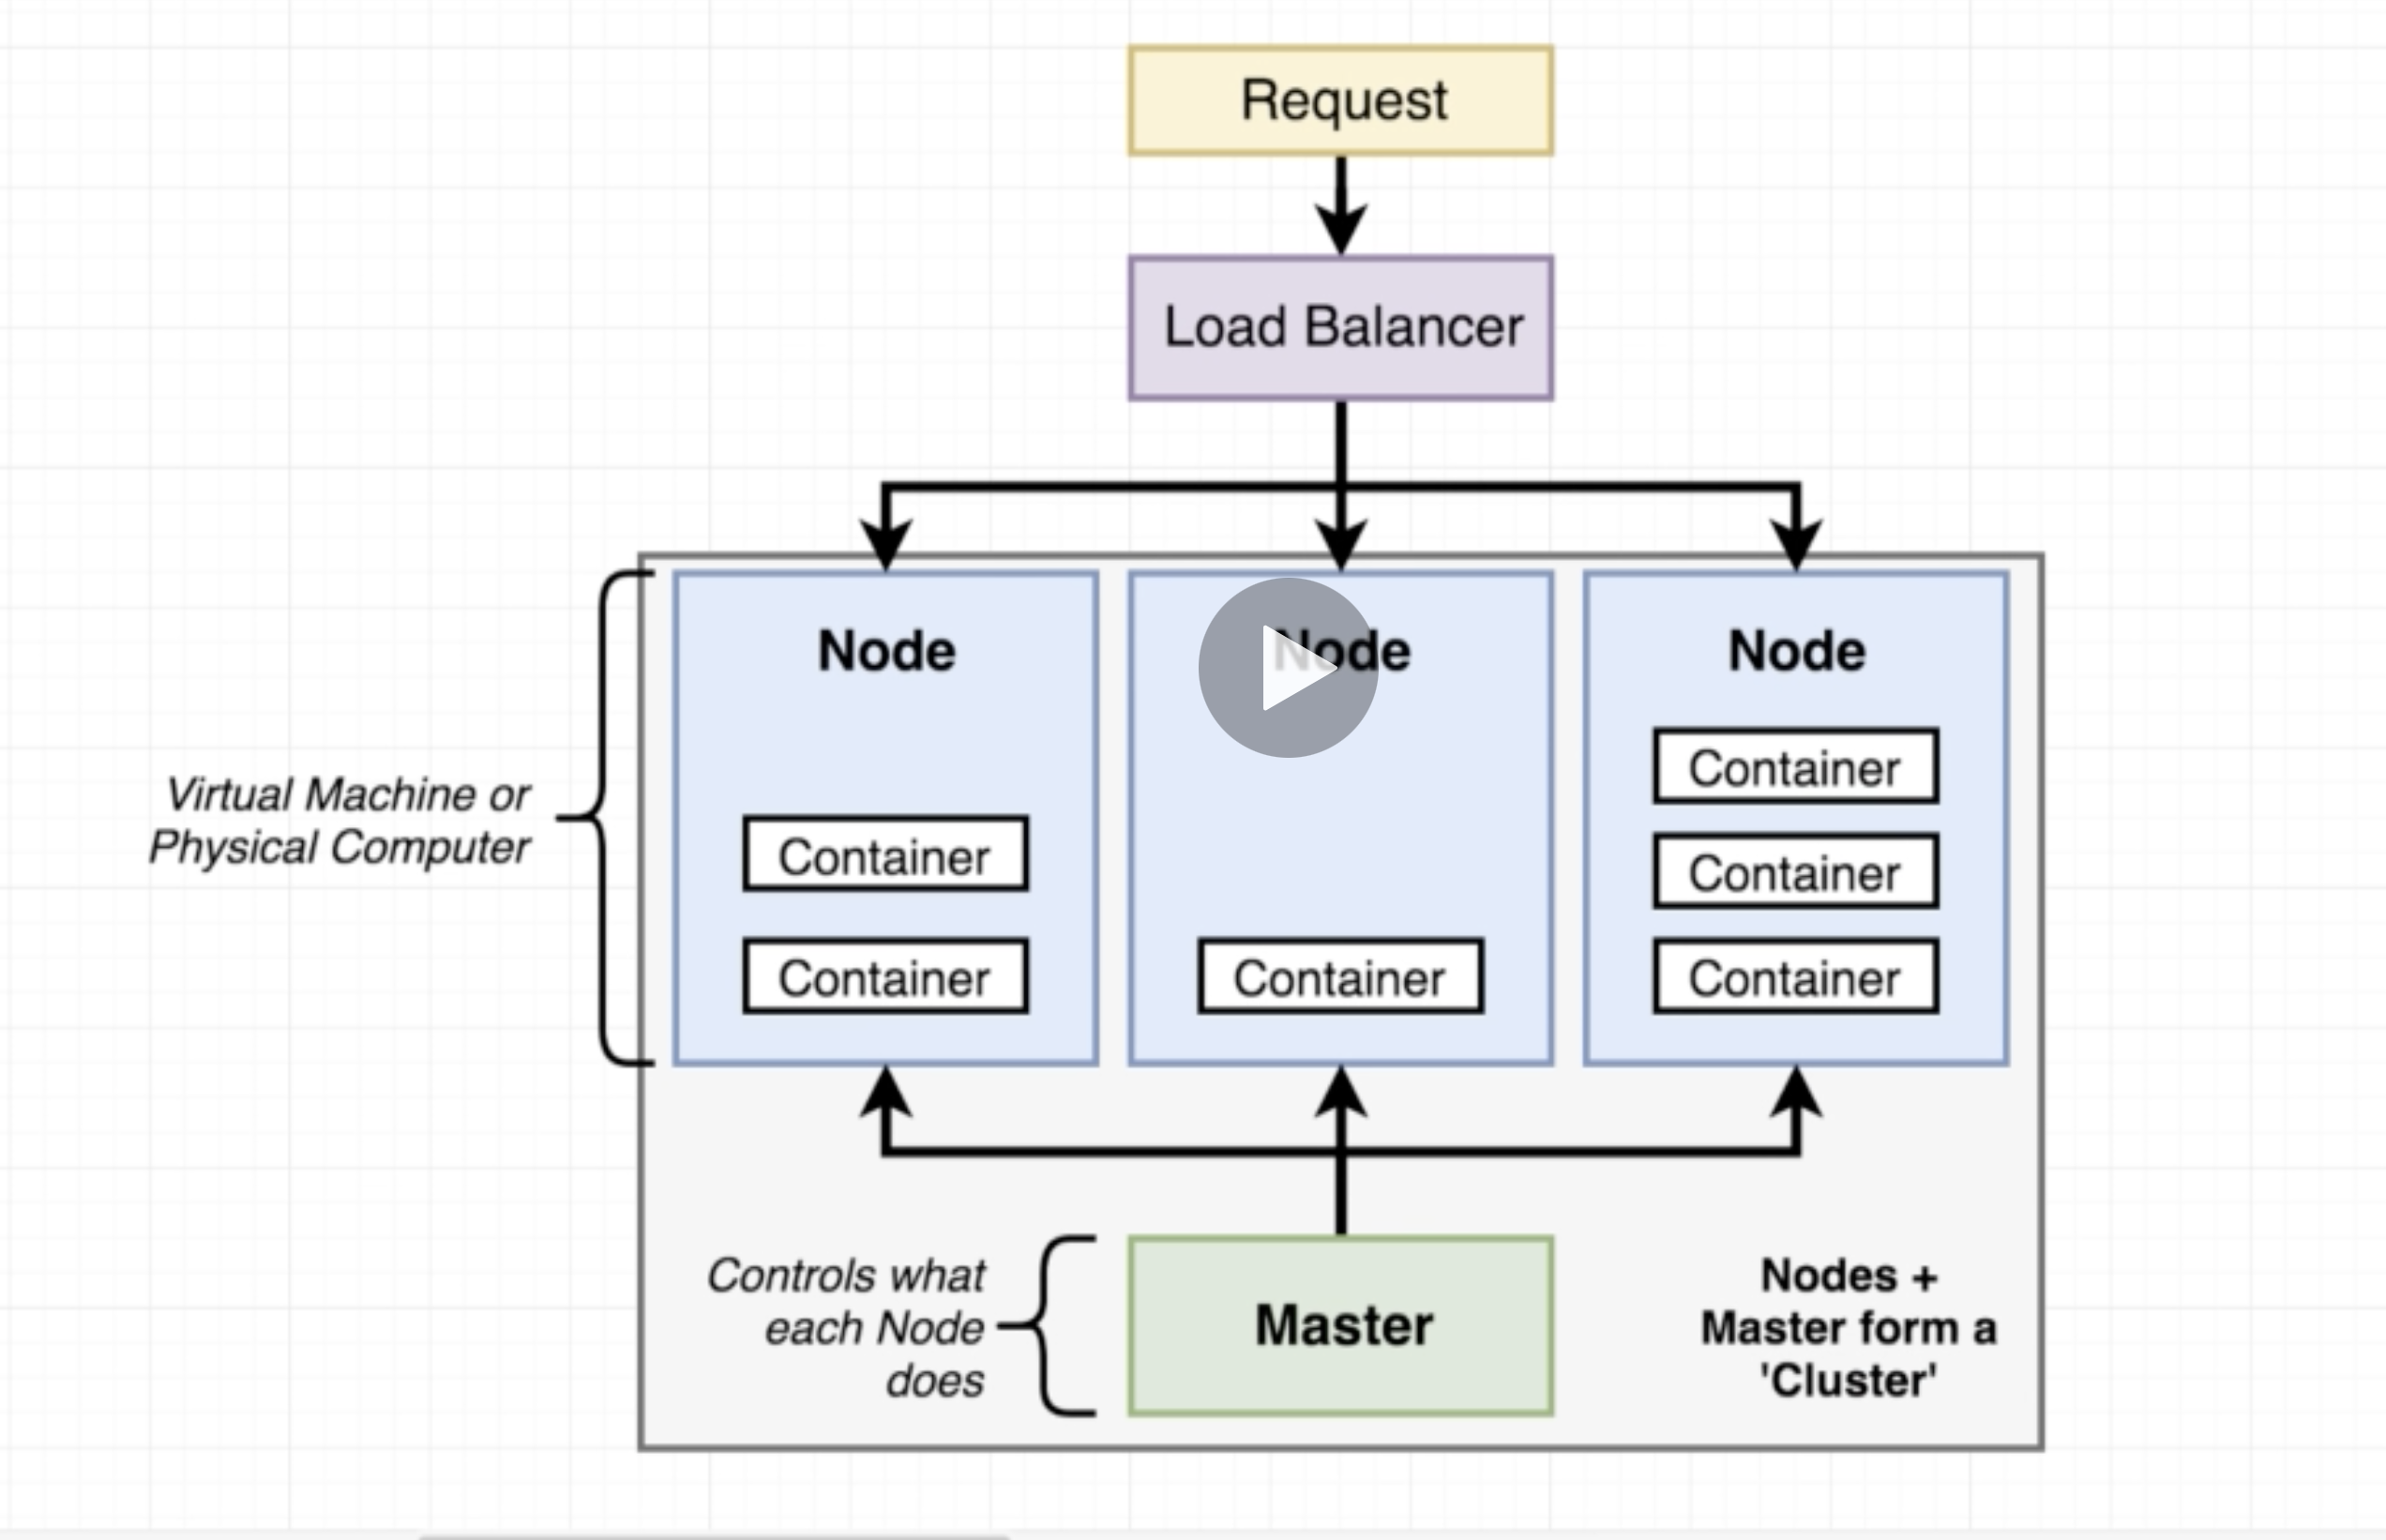 Request
Load Balancer
Node
Node
Node
Container
Container
Container
Container
Container
Container
Virtual Machine or
Physical Computer
Controls what
each Node
does
Master
Nodes +
Master form a
'Cluster'